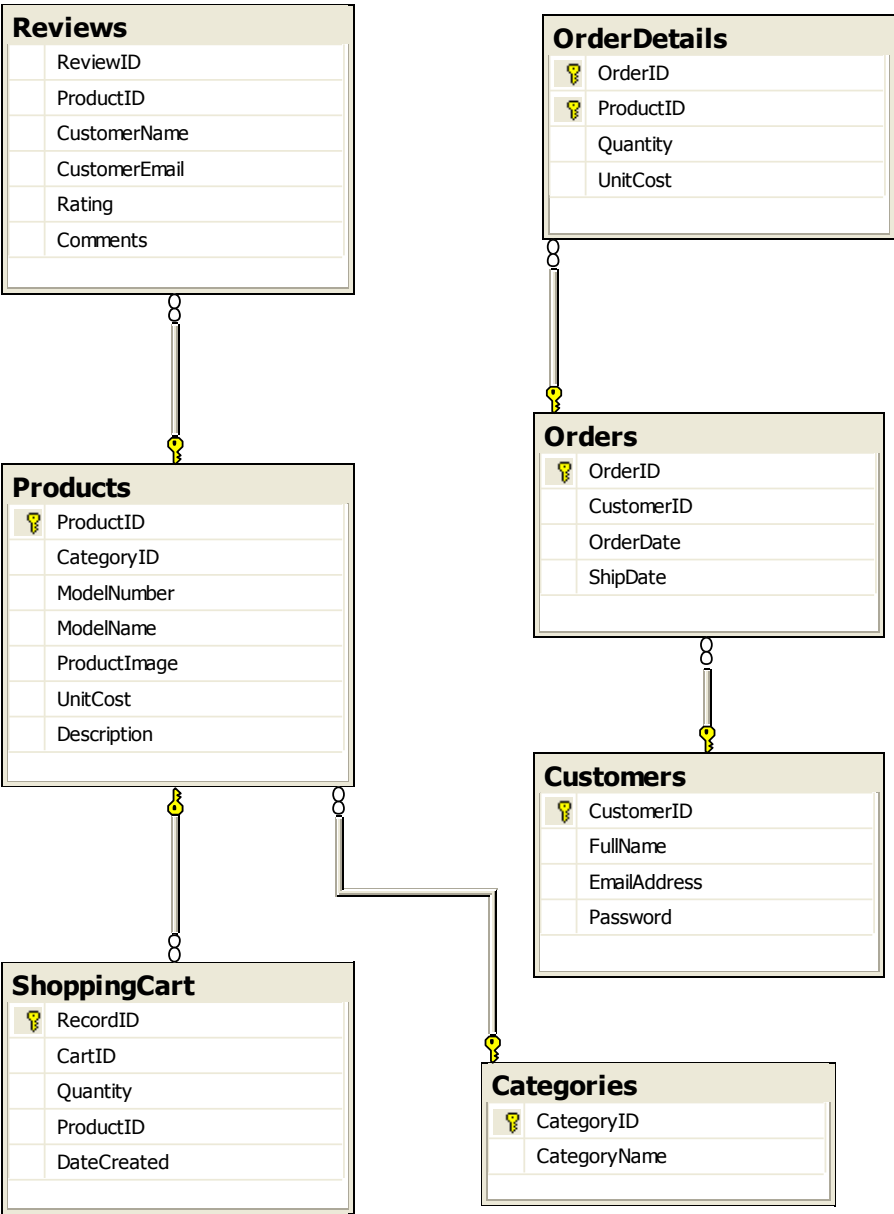 Reviews
ReviewID
ProductID
CustomerName
CustomerEmail
Rating
Comments
OrderDetails
OrderID
ProductID
Quantity
UnitCost
Products
ProductID
CategoryID
ModelNumber
ModelName
ProductImage
UnitCost
Description
Orders
OrderID
CustomerID
OrderDate
ShipDate
Customers
CustomerID
FullName
EmailAddress
Password
ShoppingCart
RecordID
CartID
Quantity
ProductID
DateCreated
Categories
CategoryID
CategoryName